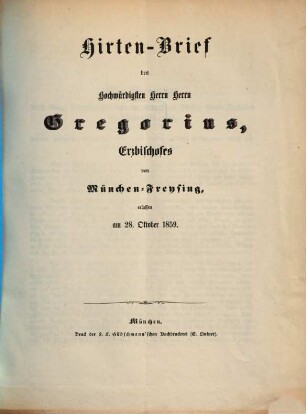 Hirten-Brief
des
Hochwürdigsten Herrn Herrn
Gregorius,
Erzbischofes
von
München-Freysing,
erlassen
am 28. Oktober 1859.
München.
Druck der J. E. Hübschmann'schen Buchdruckerei (E. Lintner).